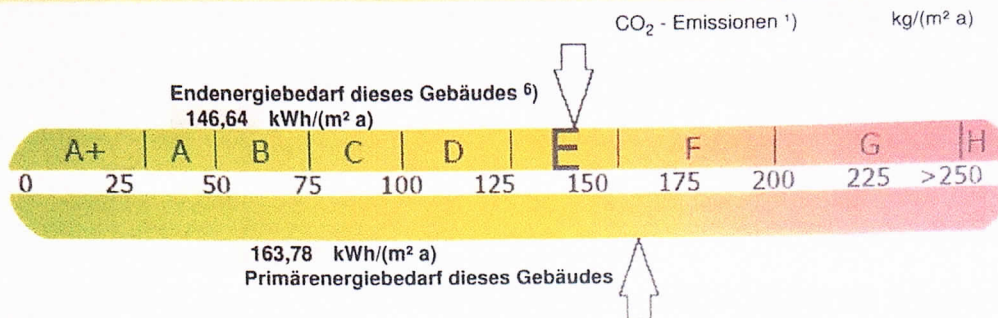 CO₂ - Emissionen ¹) kg/(m² a)
Endenergiebedarf dieses Gebäudes ⁶)
146,64 kWh/(m² a)
A+ A B C D E F G H
0 25 50 75 100 125 150 175 200 225 >250
163,78 kWh/(m² a)
Primärenergiebedarf dieses Gebäudes